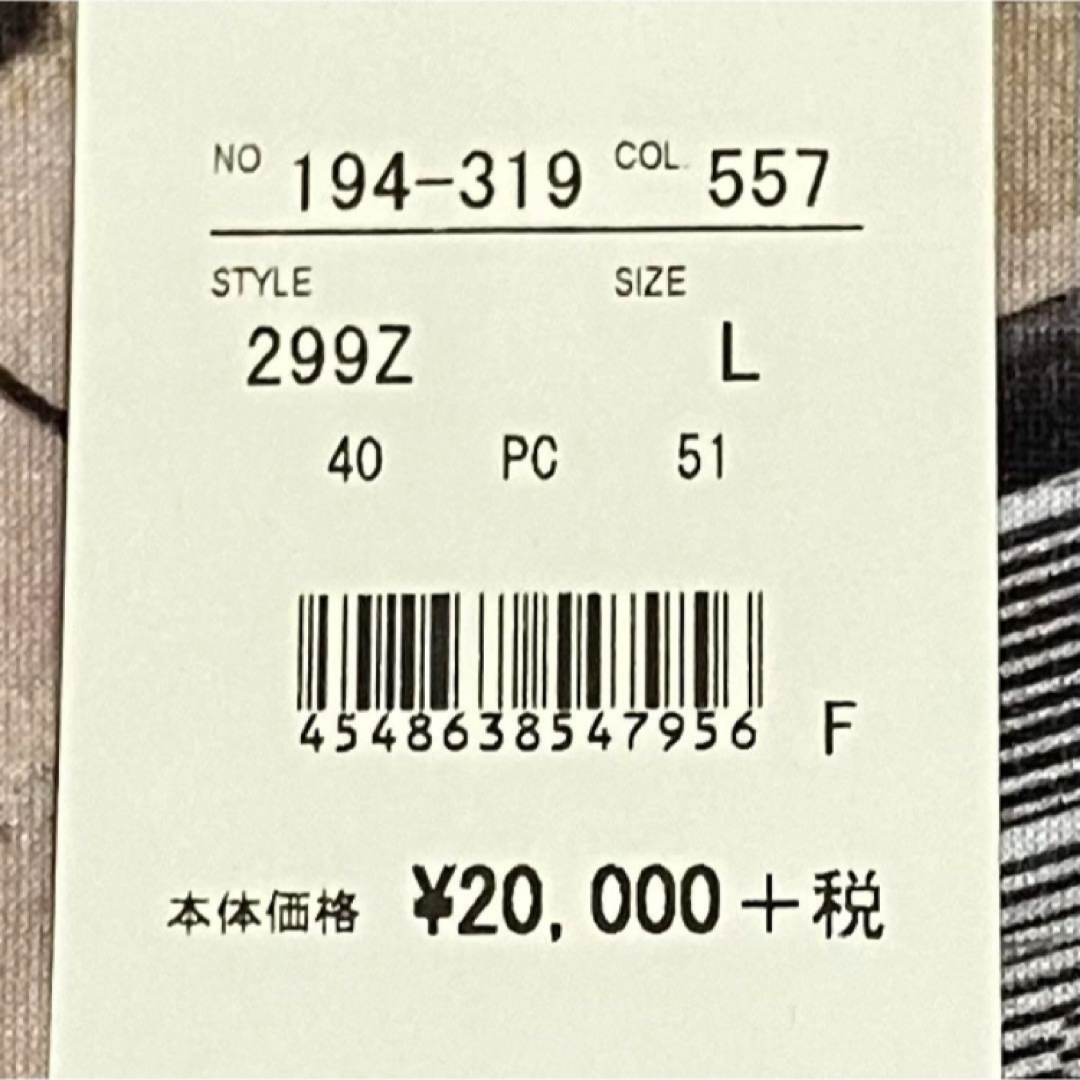 NO 194-319 COL 557
STYLE SIZE
299Z L
40 PC 51
4548638547956 F
本体価格 ¥20,000+税